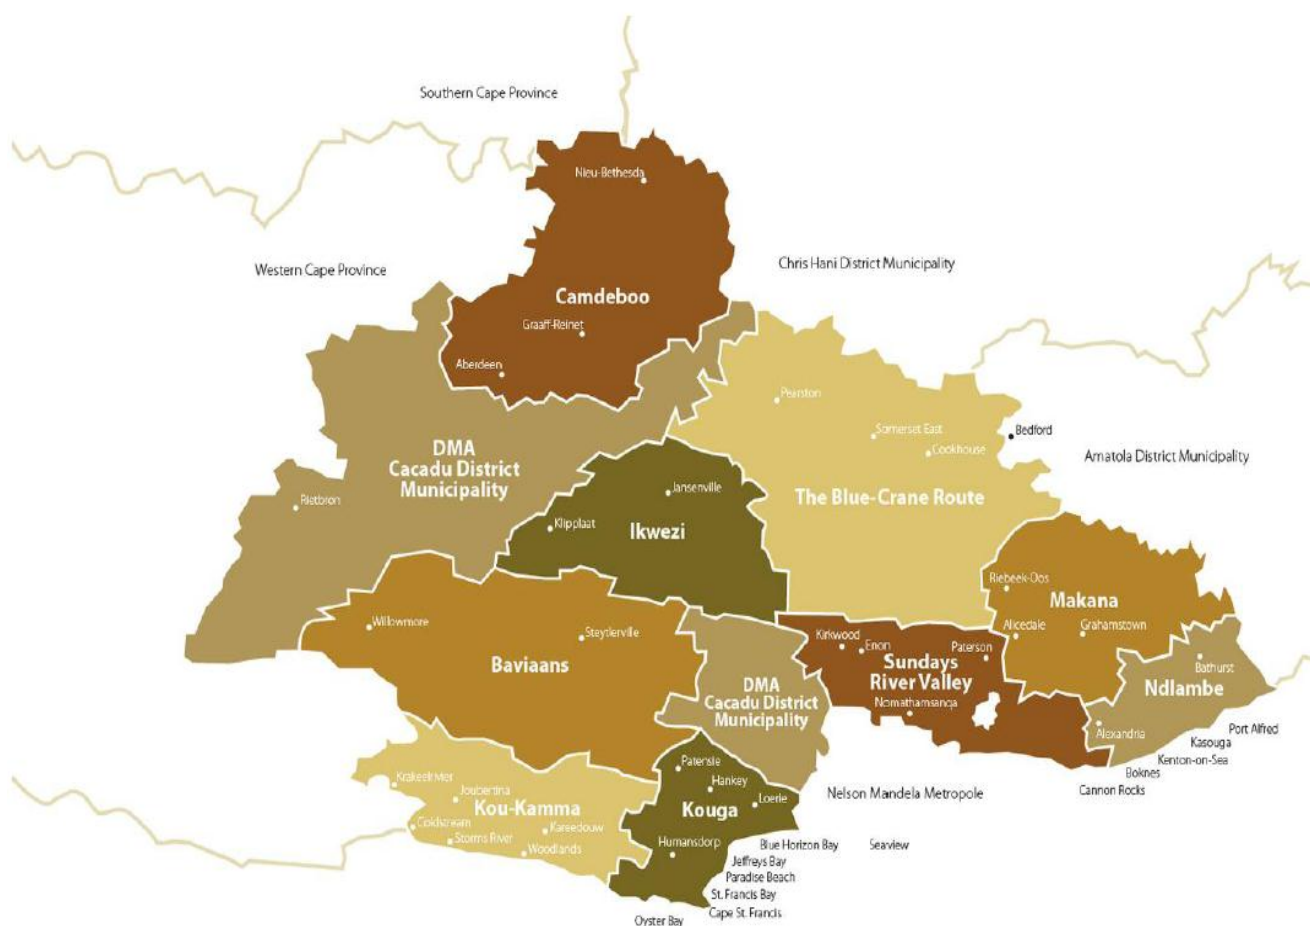 Southern Cape Province
Nieu-Bethesda
Western Cape Province
Chris Hani District Municipality
Camdeboo
Graaff-Reinet
Aberdeen
Pearston
Somerset East
Bedford
Cookhouse
Amatola District Municipality
DMA
Cacadu District
Municipality
Rietbron
Jansenville
Klipplaat
Ikwezi
The Blue-Crane Route
Riebeek-Oos
Makana
Alicedale
Grahamstown
Willowmore
Steytlerville
Baviaans
Kirkwood
Enon
Paterson
Sundays
River Valley
Nomathamsanqa
Bathurst
Ndlambe
DMA
Cacadu District
Municipality
Alexandria
Port Alfred
Kasouga
Kenton-on-Sea
Boknes
Cannon Rocks
Patensie
Hankey
Loerie
Kouga
Humansdorp
Nelson Mandela Metropole
Krakeelrivier
Joubertina
Kou-Kamma
Coldstream
Storms River
Kareedouw
Woodlands
Blue Horizon Bay
Seaview
Jeffreys Bay
Paradise Beach
St. Francis Bay
Cape St. Francis
Oyster Bay